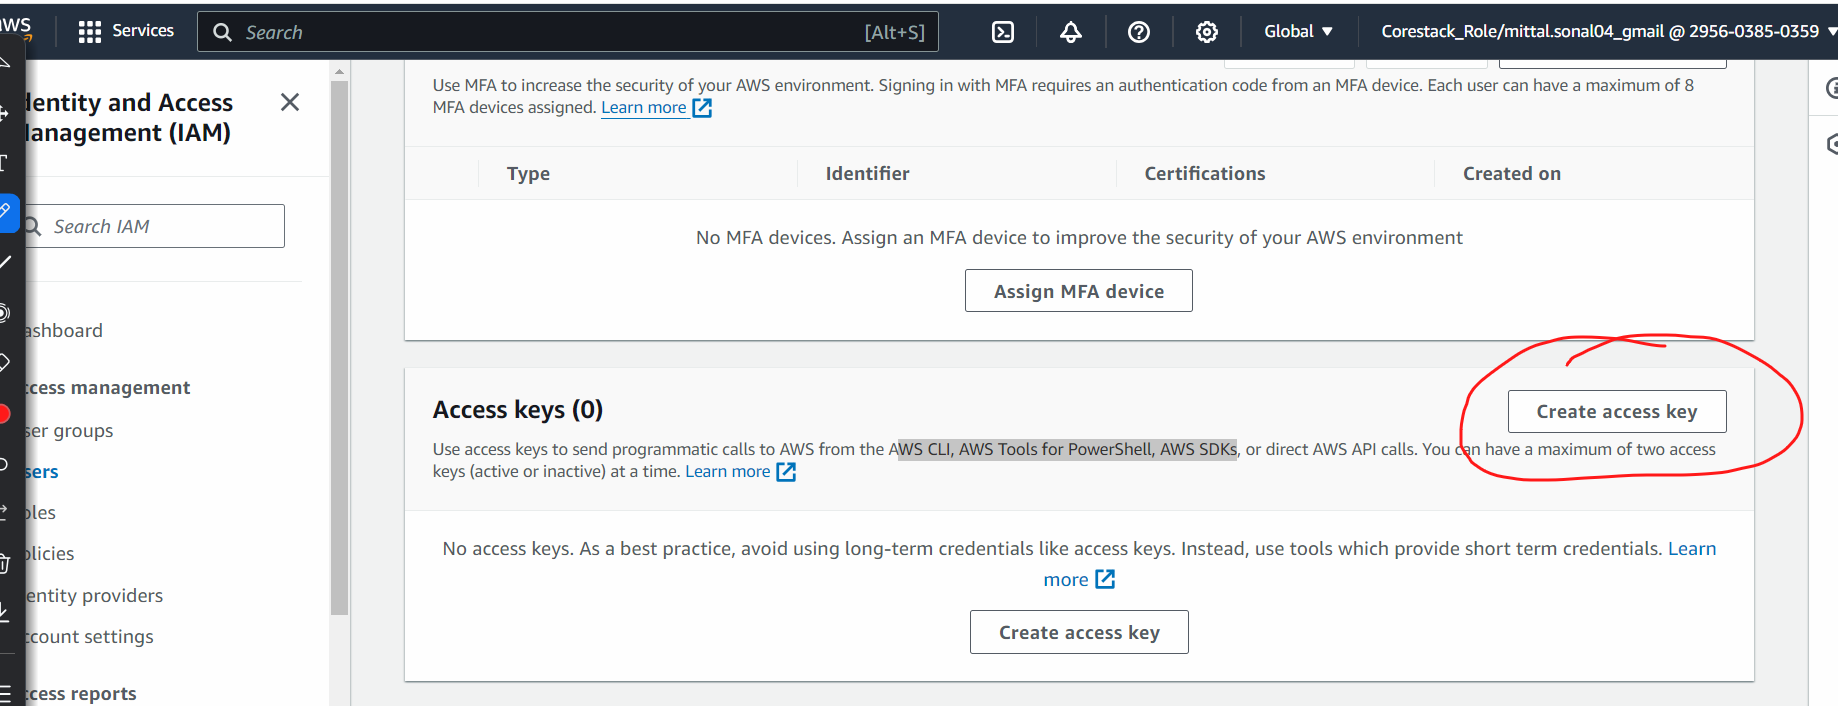 aws
Services
Search
[Alt+S]
Global
Corestack_Role/mittal.sonal04_gmail @ 2956-0385-0359
dentity and Access
anagement (IAM)
Search IAM
ashboard
ccess management
ser groups
sers
oles
olicies
entity providers
ccount settings
ccess reports
Use MFA to increase the security of your AWS environment. Signing in with MFA requires an authentication code from an MFA device. Each user can have a maximum of 8
MFA devices assigned. Learn more
Type Identifier Certifications Created on
No MFA devices. Assign an MFA device to improve the security of your AWS environment
Assign MFA device
Access keys (0)
Create access key
Use access keys to send programmatic calls to AWS from the AWS CLI, AWS Tools for PowerShell, AWS SDKs, or direct AWS API calls. You can have a maximum of two access
keys (active or inactive) at a time. Learn more
No access keys. As a best practice, avoid using long-term credentials like access keys. Instead, use tools which provide short term credentials. Learn
more
Create access key